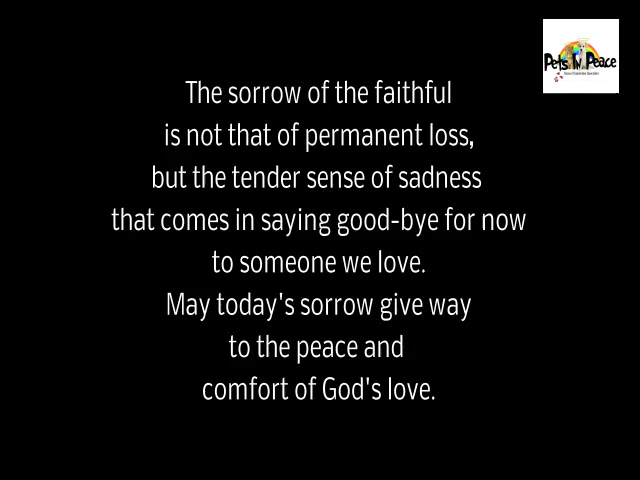 Pets In Peace
The sorrow of the faithful
is not that of permanent loss,
but the tender sense of sadness
that comes in saying good-bye for now
to someone we love.
May today's sorrow give way
to the peace and
comfort of God's love.